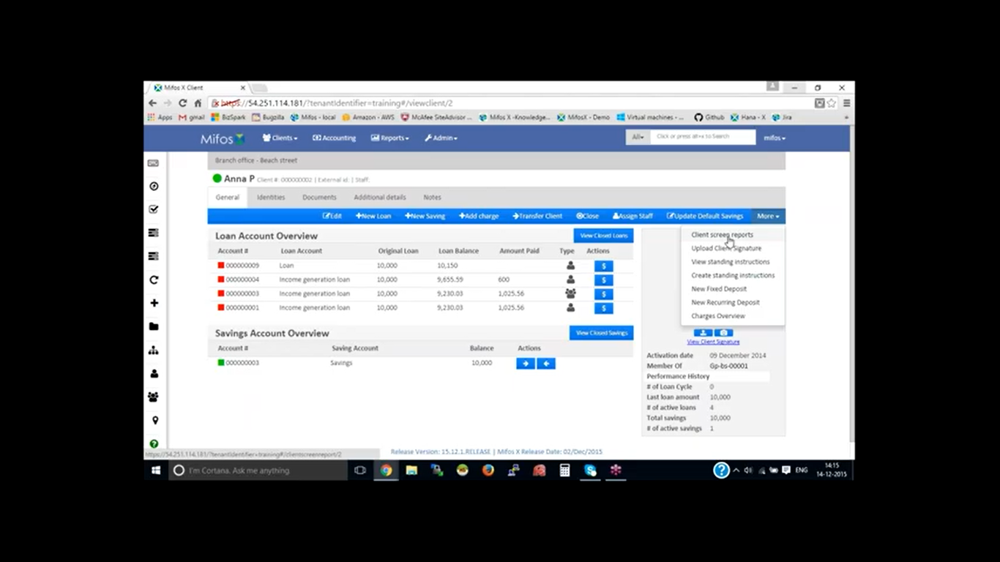 Mifos X Client
https://54.251.114.181/?tenantIdentifier=training#/viewclient/2
Apps gmail BizSpark Bugzilla Mifos - local Amazon - AWS McAfee SiteAdvisor ... Mifos X -Knowledge... MifosX - Demo Virtual machines - ... Github Hana - X Jira
Mifos Clients Accounting Reports Admin All Click or press alt+x to Search mifos
Branch office - Beach street
Anna P Client #: 000000002 | External id: | Staff:
General Identities Documents Additional details Notes
Edit +New Loan +New Saving +Add charge Transfer Client Close Assign Staff Update Default Savings More
Loan Account Overview View Closed Loans
Account # Loan Account Original Loan Loan Balance Amount Paid Type Actions
000000009 Loan 10,000 10,150 $
000000004 Income generation loan 10,000 9,655.59 600 $
000000003 Income generation loan 10,000 9,230.03 1,025.56 $
000000001 Income generation loan 10,000 9,230.03 1,025.56 $
Savings Account Overview View Closed Savings
Account # Saving Account Balance Actions
000000003 Savings 10,000
Client screen reports
Upload Client Signature
View standing instructions
Create standing instructions
New Fixed Deposit
New Recurring Deposit
Charges Overview
View Client Signature
Activation date 09 December 2014
Member Of Gp-bs-00001
Performance History
# of Loan Cycle 0
Last loan amount 10,000
# of active loans 4
Total savings 10,000
# of active savings 1
https://54.251.114.181/?tenantIdentifier=training#/clientscreenreport/2
Release Version: 15.12.1.RELEASE | Mifos X Release Date: 02/Dec/2015
I'm Cortana. Ask me anything.
ENG
14:15
14-12-2015